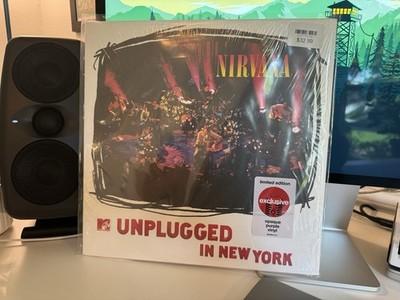 NIRVANA
limited edition
exclusive
opaque
purple
vinyl
MTV
UNPLUGGED
IN NEW YORK